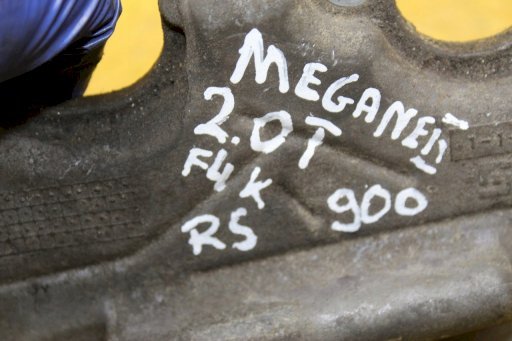 MEGANE II
2.0T
F4K
RS 900